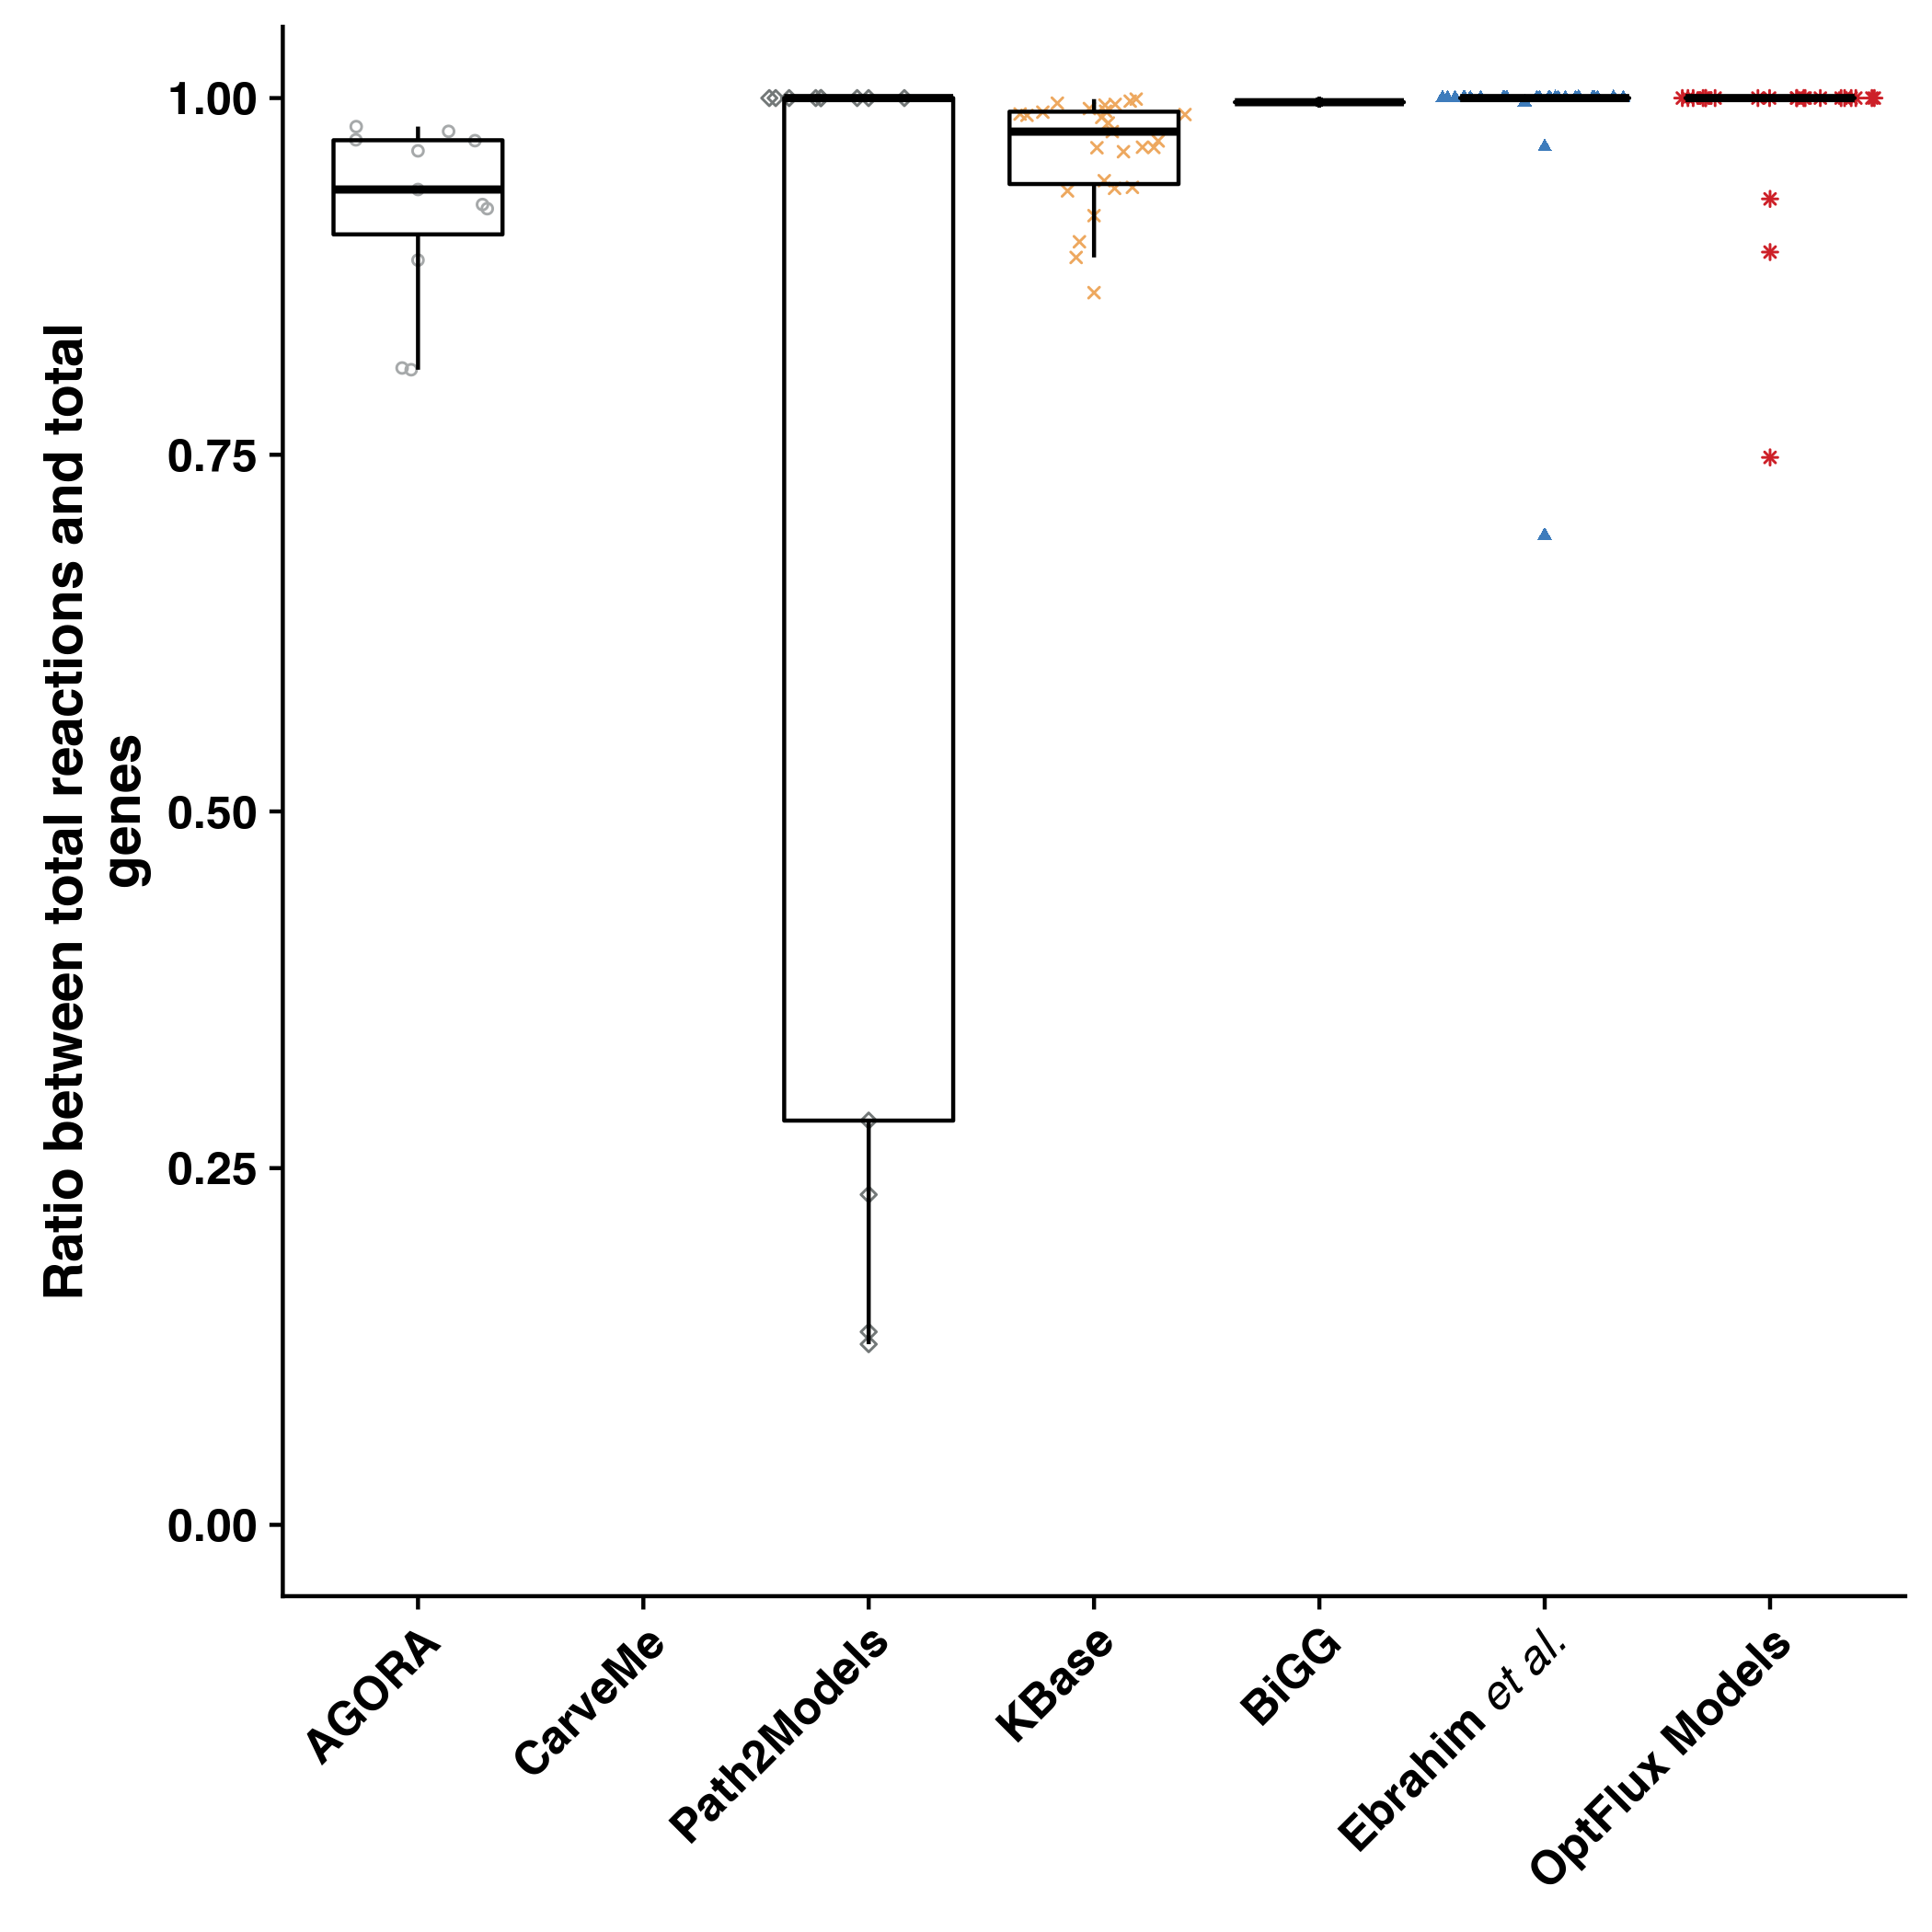 Ratio between total reactions and total
genes
1.00
0.75
0.50
0.25
0.00
AGORA
CarveMe
Path2Models
KBase
BiGG
Ebrahim et al.
OptFlux Models